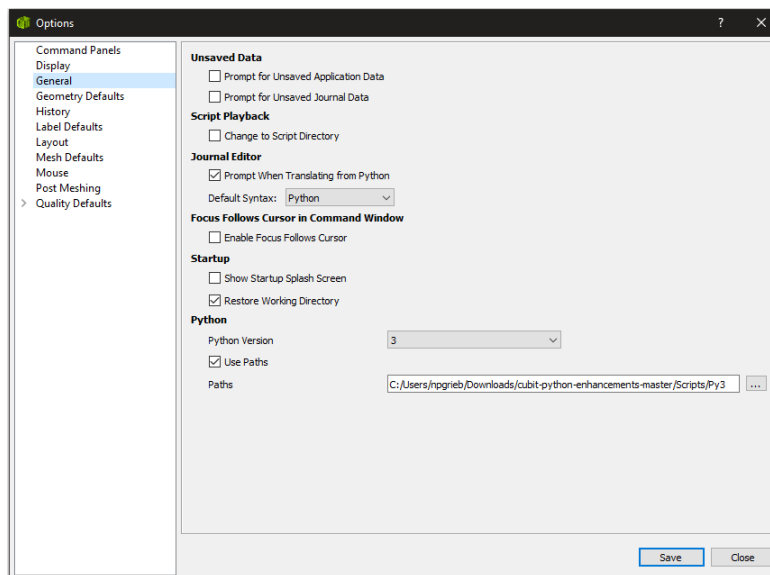 Options
?
Command Panels
Display
General
Geometry Defaults
History
Label Defaults
Layout
Mesh Defaults
Mouse
Post Meshing
Quality Defaults
Unsaved Data
Prompt for Unsaved Application Data
Prompt for Unsaved Journal Data
Script Playback
Change to Script Directory
Journal Editor
Prompt When Translating from Python
Default Syntax: Python
Focus Follows Cursor in Command Window
Enable Focus Follows Cursor
Startup
Show Startup Splash Screen
Restore Working Directory
Python
Python Version 3
Use Paths
Paths C:/Users/npgrieb/Downloads/cubit-python-enhancements-master/Scripts/Py3 ...
Save Close